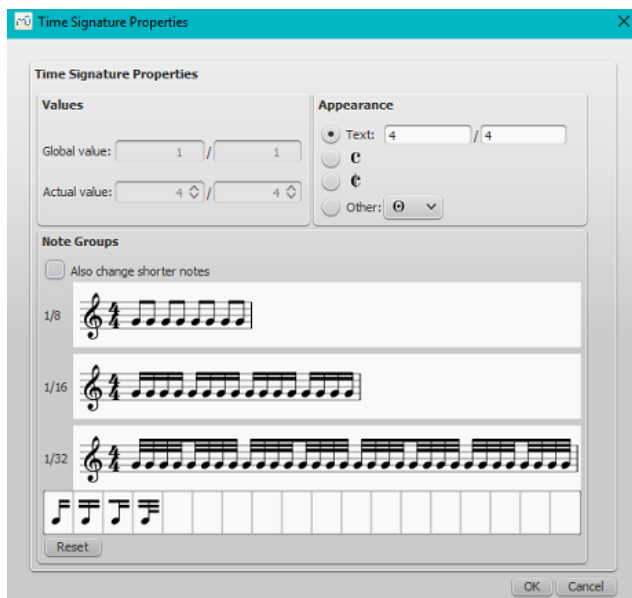 Time Signature Properties
Time Signature Properties
Values
Global value: 1 / 1
Actual value: 4 / 4
Appearance
Text: 4 / 4
Other:
Note Groups
Also change shorter notes
1/8
1/16
1/32
Reset
OK Cancel